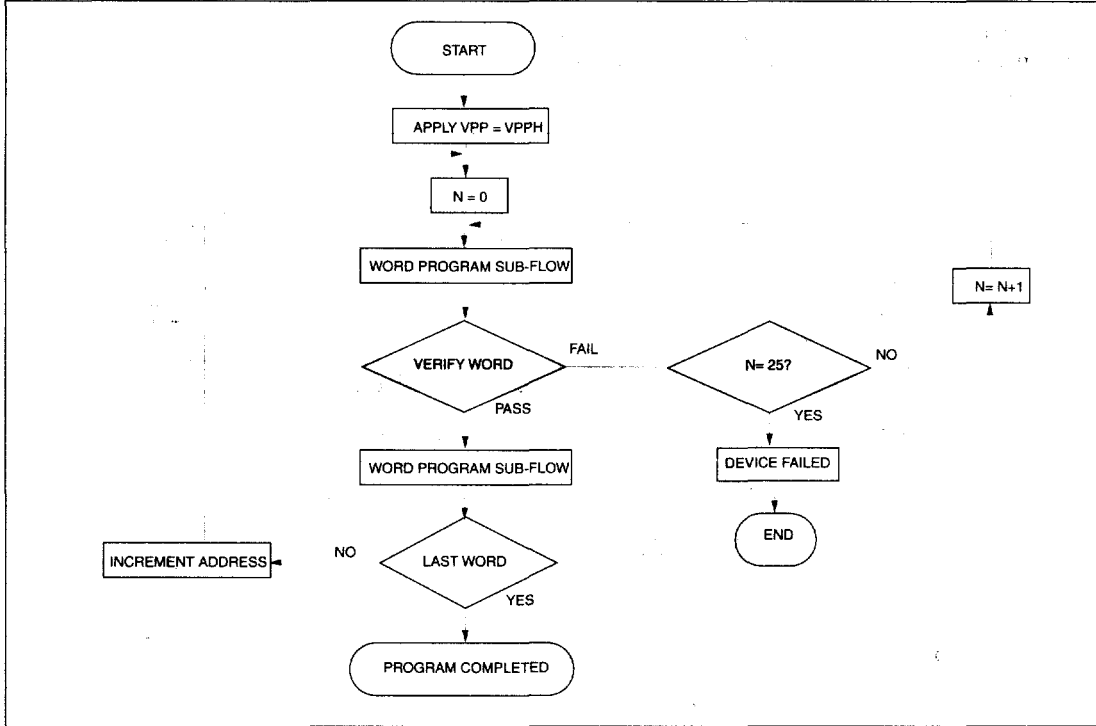 START
APPLY VPP = VPPH
N = 0
WORD PROGRAM SUB-FLOW
N= N+1
VERIFY WORD
FAIL
N= 25?
NO
PASS
YES
WORD PROGRAM SUB-FLOW
DEVICE FAILED
END
INCREMENT ADDRESS
NO
LAST WORD
YES
PROGRAM COMPLETED